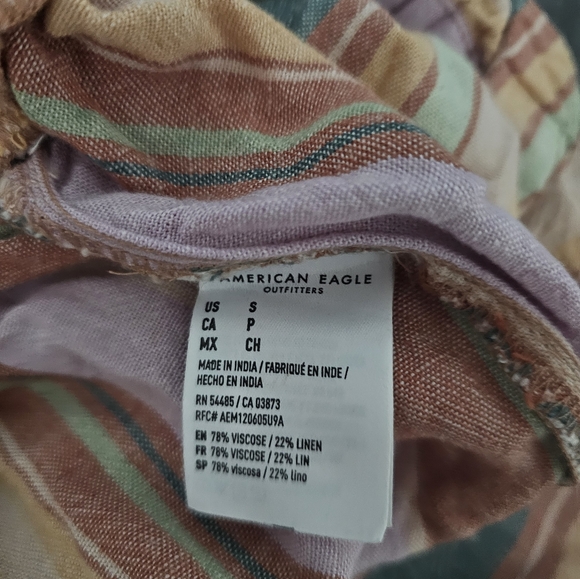 AMERICAN EAGLE
OUTFITTERS
US S
CA P
MX CH
MADE IN INDIA / FABRIQUÉ EN INDE /
HECHO EN INDIA
RN 54485 / CA 03873
RFC# AEM120605U9A
EN 78% VISCOSE / 22% LINEN
FR 78% VISCOSE / 22% LIN
SP 78% viscosa / 22% lino